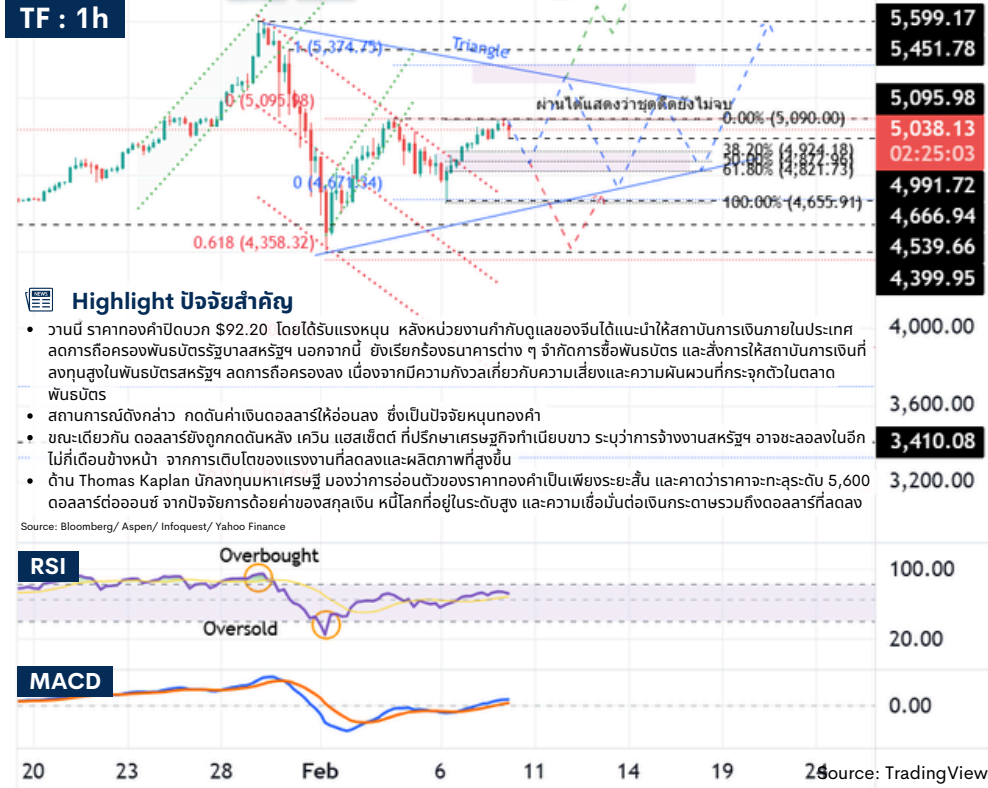 TF : 1h
5,599.17
5,451.78
1 (5,374.75)
Triangle
0 (5,095.98)
ผ่านได้แสดงว่าชุดดีดยังไม่จบ
5,095.98
0.00% (5,090.00)
5,038.13
02:25:03
38.20% (4,924.18)
50.00% (4,872.96)
61.80% (4,821.73)
4,991.72
0 (4,671.34)
100.00% (4,655.91)
4,666.94
0.618 (4,358.32)
4,539.66
4,399.95
NEWS
Highlight ปัจจัยสำคัญ
4,000.00
• วานนี้ ราคาทองคำปิดบวก $92.20 โดยได้รับแรงหนุน หลังหน่วยงานกำกับดูแลของจีนได้แนะนำให้สถาบันการเงินภายในประเทศ
ลดการถือครองพันธบัตรรัฐบาลสหรัฐฯ นอกจากนี้ ยังเรียกร้องธนาคารต่าง ๆ จำกัดการซื้อพันธบัตร และสั่งการให้สถาบันการเงินที่
ลงทุนสูงในพันธบัตรสหรัฐฯ ลดการถือครองลง เนื่องจากมีความกังวลเกี่ยวกับความเสี่ยงและความผันผวนที่กระจุกตัวในตลาด
พันธบัตร
• สถานการณ์ดังกล่าว กดดันค่าเงินดอลลาร์ให้อ่อนลง ซึ่งเป็นปัจจัยหนุนทองคำ
3,600.00
• ขณะเดียวกัน ดอลลาร์ยังถูกกดดันหลัง เควิน แฮสเซ็ตต์ ที่ปรึกษาเศรษฐกิจทำเนียบขาว ระบุว่าการจ้างงานสหรัฐฯ อาจชะลอลงในอีก
ไม่กี่เดือนข้างหน้า จากการเติบโตของแรงงานที่ลดลงและผลิตภาพที่สูงขึ้น
3,410.08
• ด้าน Thomas Kaplan นักลงทุนมหาเศรษฐี มองว่าการอ่อนตัวของราคาทองคำเป็นเพียงระยะสั้น และคาดว่าราคาจะทะลุระดับ 5,600
ดอลลาร์ต่อออนซ์ จากปัจจัยการด้อยค่าของสกุลเงิน หนี้โลกที่อยู่ในระดับสูง และความเชื่อมั่นต่อเงินกระดาษรวมถึงดอลลาร์ที่ลดลง
3,200.00
Source: Bloomberg/ Aspen/ Infoquest/ Yahoo Finance
RSI
Overbought
100.00
Oversold
20.00
MACD
0.00
20 23 28 Feb 6 11 14 19 24
Source: TradingView